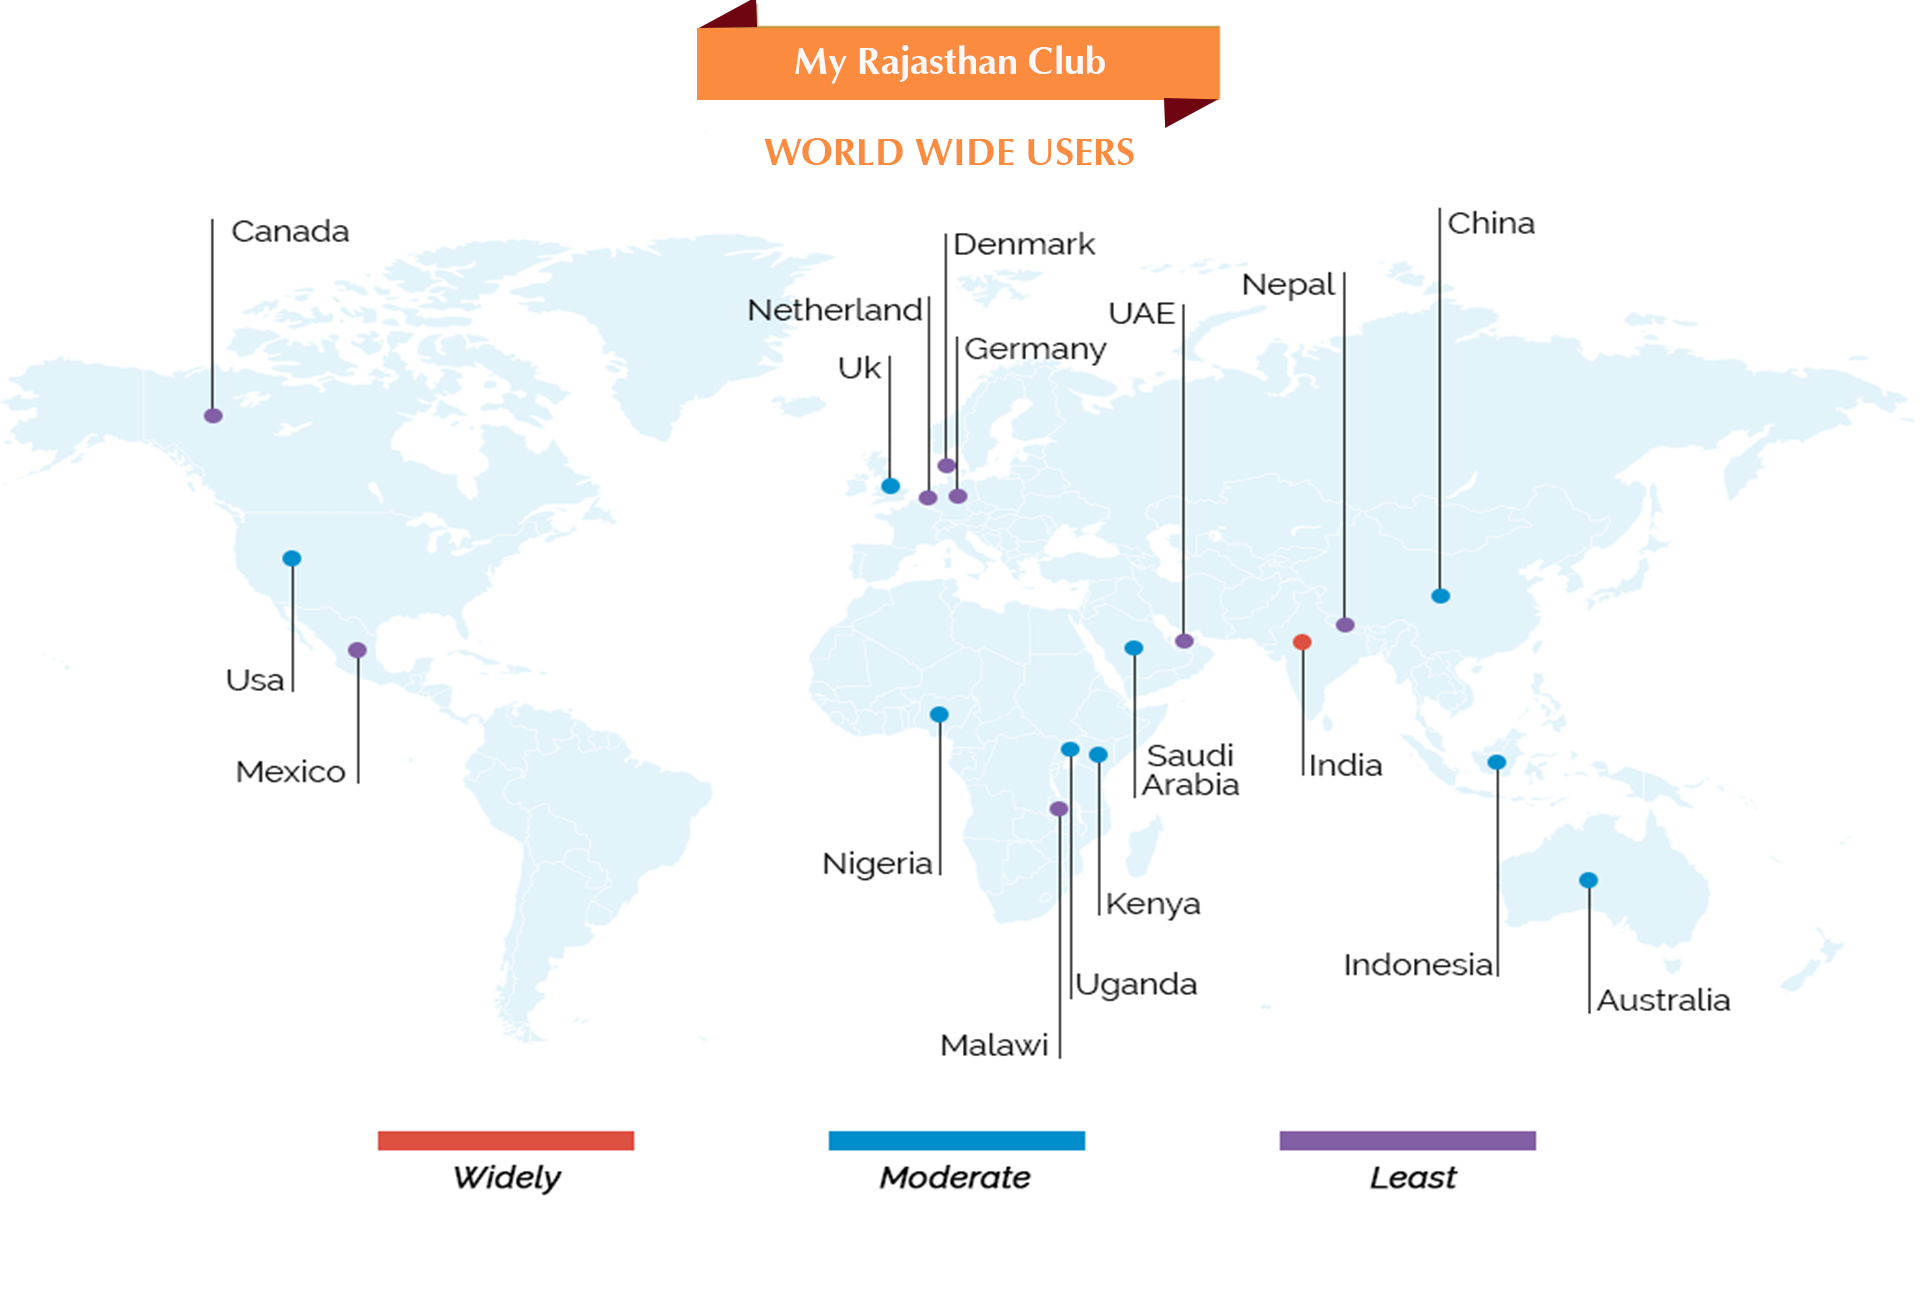 My Rajasthan Club
WORLD WIDE USERS
Canada
China
Denmark
Nepal
Netherland
UAE
Germany
Uk
Usa
Mexico
Saudi
Arabia
India
Nigeria
Kenya
Indonesia
Uganda
Australia
Malawi
Widely
Moderate
Least